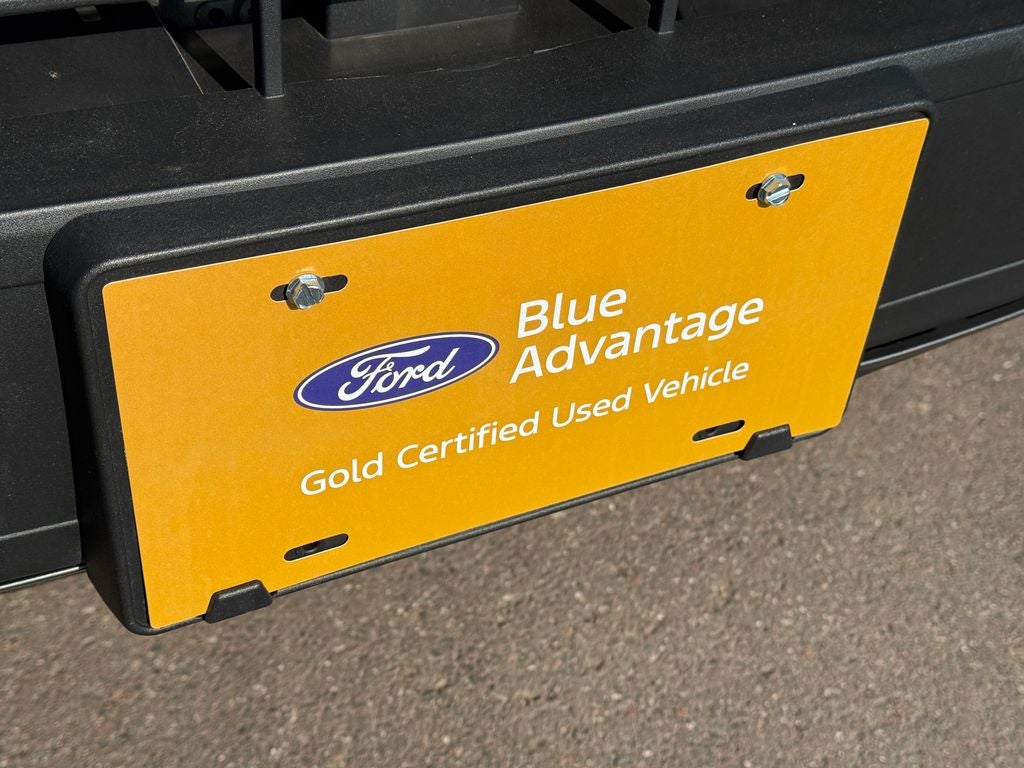 Ford
Blue
Advantage
Gold Certified Used Vehicle